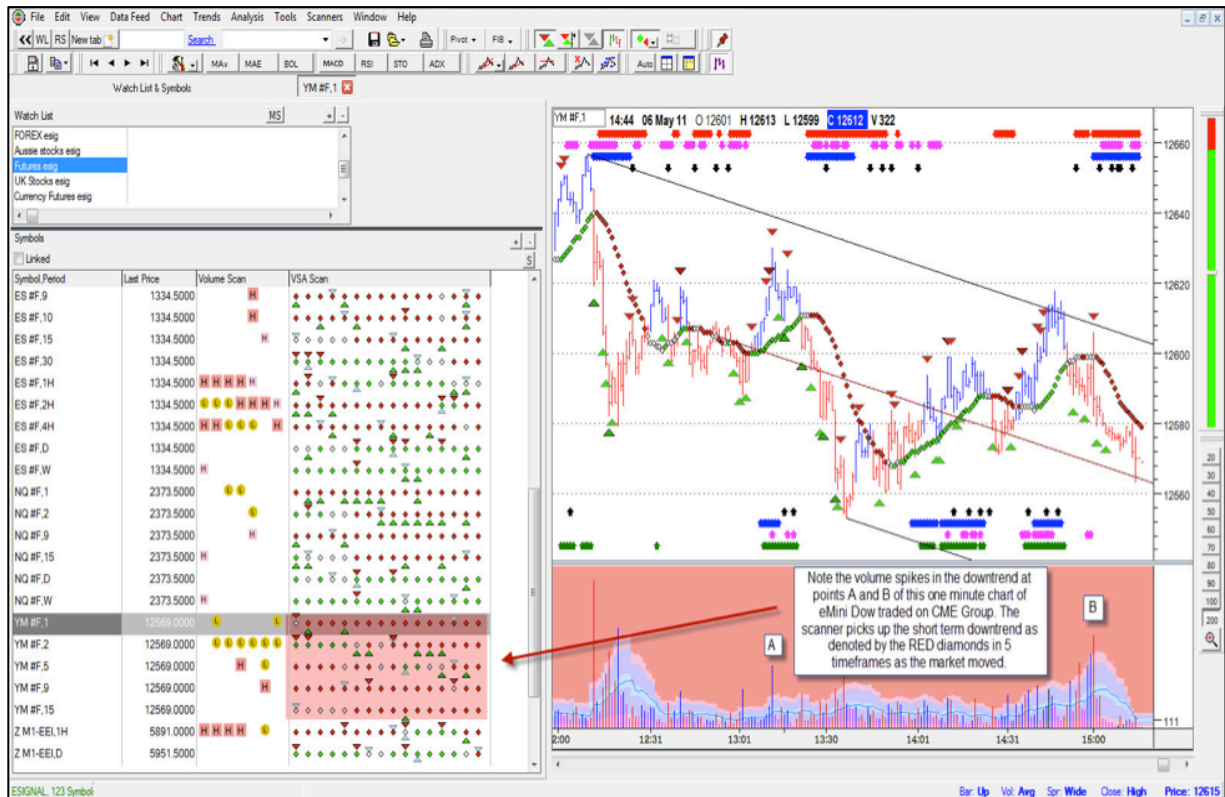 File Edit View Data Feed Chart Trends Analysis Tools Scanners Window Help
WL RS New tab Search Pivot FIB
MAv MAE BOL MACD RSI STO ADX Auto
Watch List & Symbols YM #F,1
Watch List MS + -
FOREX esig
Aussie stocks esig
Futures esig
UK Stocks esig
Currency Futures esig
Symbols + -
Linked S
Symbol,Period Last Price Volume Scan VSA Scan
ES #F,9 1334.5000 H
ES #F,10 1334.5000 H
ES #F,15 1334.5000 H
ES #F,30 1334.5000
ES #F,1H 1334.5000 H H H H H
ES #F,2H 1334.5000 L L L H H H H
ES #F,4H 1334.5000 H H L L L H
ES #F,D 1334.5000
ES #F,W 1334.5000 H
NQ #F,1 2373.5000 L L
NQ #F,2 2373.5000 L
NQ #F,9 2373.5000 H
NQ #F,15 2373.5000 H
NQ #F,D 2373.5000
NQ #F,W 2373.5000 H
YM #F,1 12569.0000 L L
YM #F,2 12569.0000 L L L L L L
YM #F,5 12569.0000 H L
YM #F,9 12569.0000 H
YM #F,15 12569.0000
Z M1-EEI,1H 5891.0000 H H H H L
Z M1-EEI,D 5951.5000
YM #F,1 14:44 06 May 11 O 12601 H 12613 L 12599 C 12612 V 322
12660
12640
12620
12600
12580
12560
Note the volume spikes in the downtrend at
points A and B of this one minute chart of
eMini Dow traded on CME Group. The
scanner picks up the short term downtrend as
denoted by the RED diamonds in 5
timeframes as the market moved.
A
B
111
2:00 12:31 13:01 13:30 14:01 14:31 15:00
20
30
40
50
60
70
80
90
100
200
ESIGNAL, 123 Symbol
Bar: Up Vol: Avg Spr: Wide Close: High Price: 12615